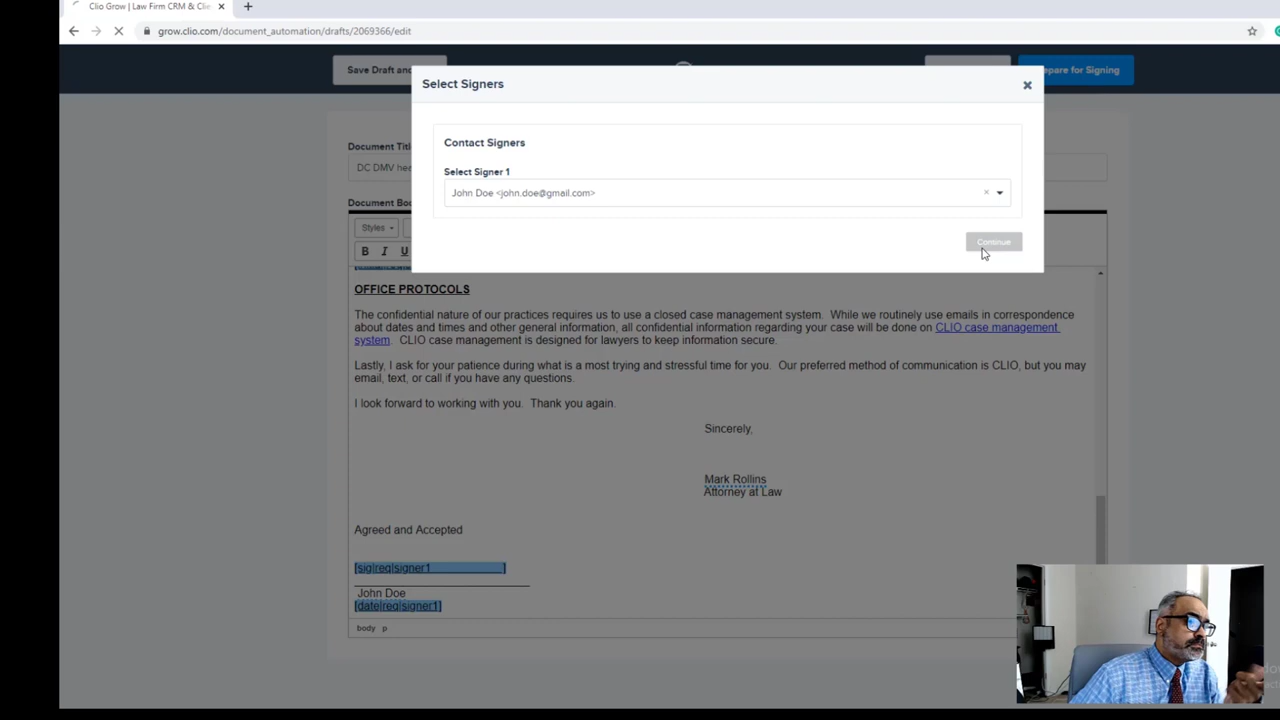 Clio Grow | Law Firm CRM & Clie
grow.clio.com/document_automation/drafts/2069366/edit
Save Draft and
epare for Signing
Select Signers
Contact Signers
Select Signer 1
John Doe <john.doe@gmail.com>
Continue
Document Titl
DC DMV hea
Document Bod
Styles
B I U
OFFICE PROTOCOLS
The confidential nature of our practices requires us to use a closed case management system. While we routinely use emails in correspondence
about dates and times and other general information, all confidential information regarding your case will be done on CLIO case management
system. CLIO case management is designed for lawyers to keep information secure.
Lastly, I ask for your patience during what is a most trying and stressful time for you. Our preferred method of communication is CLIO, but you may
email, text, or call if you have any questions.
I look forward to working with you. Thank you again.
Sincerely,
Mark Rollins
Attorney at Law
Agreed and Accepted
[sig|req|signer1 ]
John Doe
[date|req|signer1]
body p